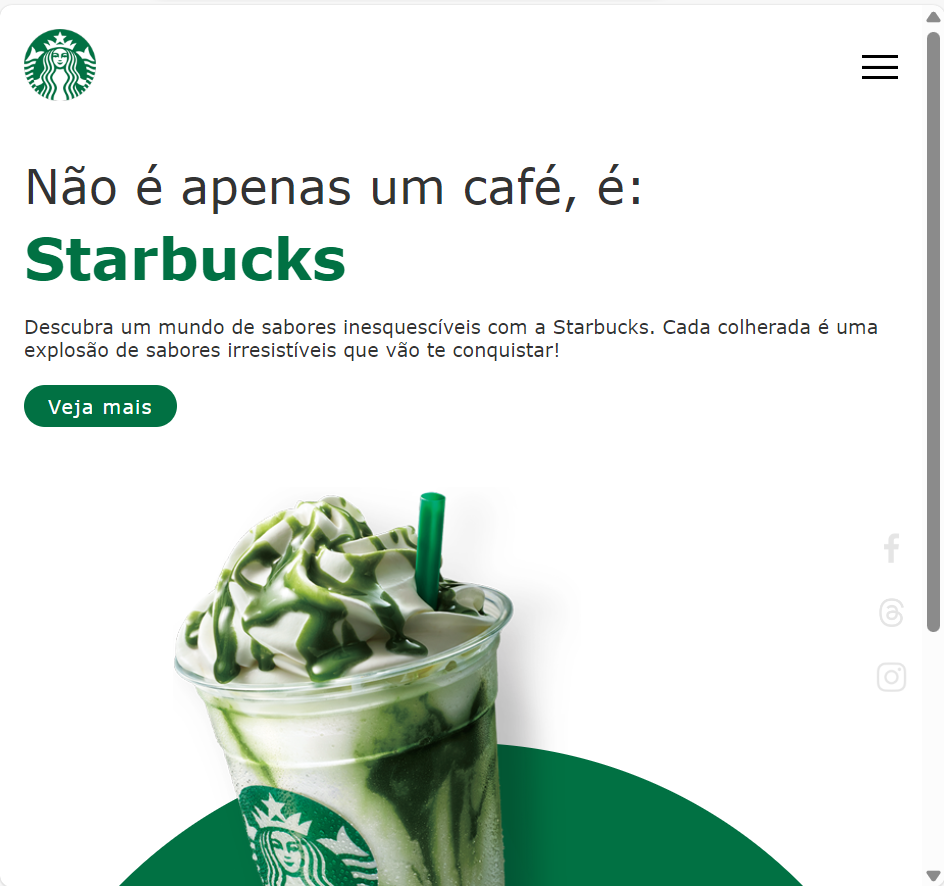 Não é apenas um café, é:
Starbucks
Descubra um mundo de sabores inesquescíveis com a Starbucks. Cada colherada é uma
explosão de sabores irresistíveis que vão te conquistar!
Veja mais